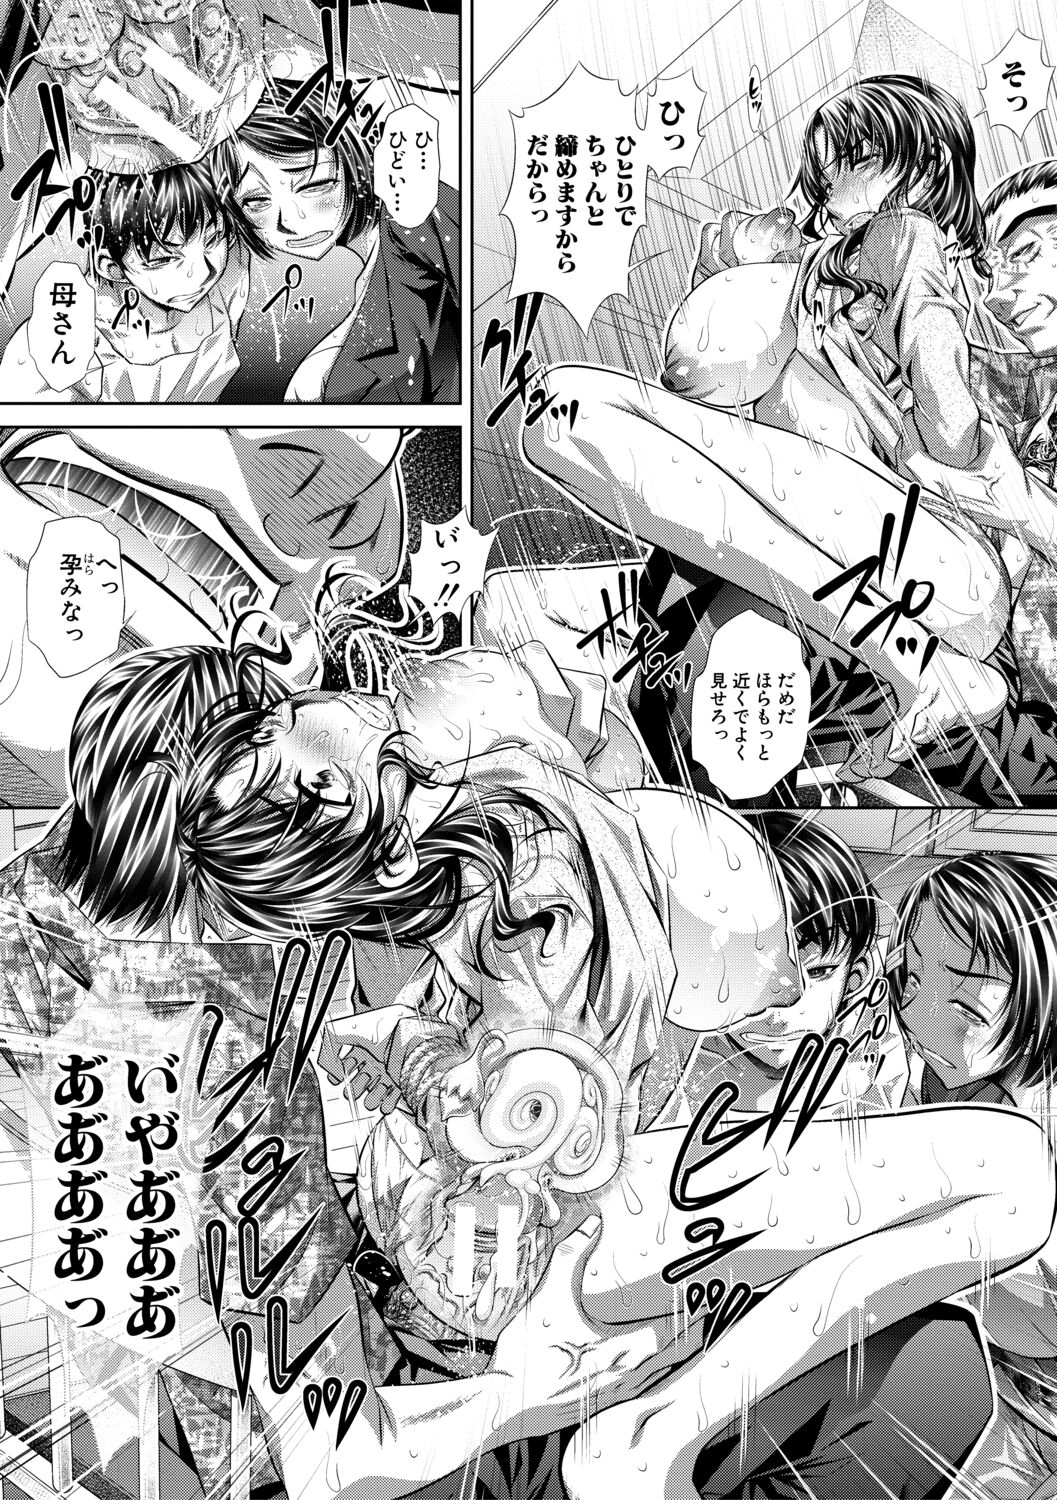 そっ
ひっ
ひとりで
ちゃんと
締めますから
だからっ
だめだ
ほらもっと
近くでよく
見せろっ
ひ…
ひどい…
母さん
い゛っ!!
へっ
孕みなっ
はら
い゛や゛あ゛あ゛あ゛
あ゛あ゛あ゛あ゛っ